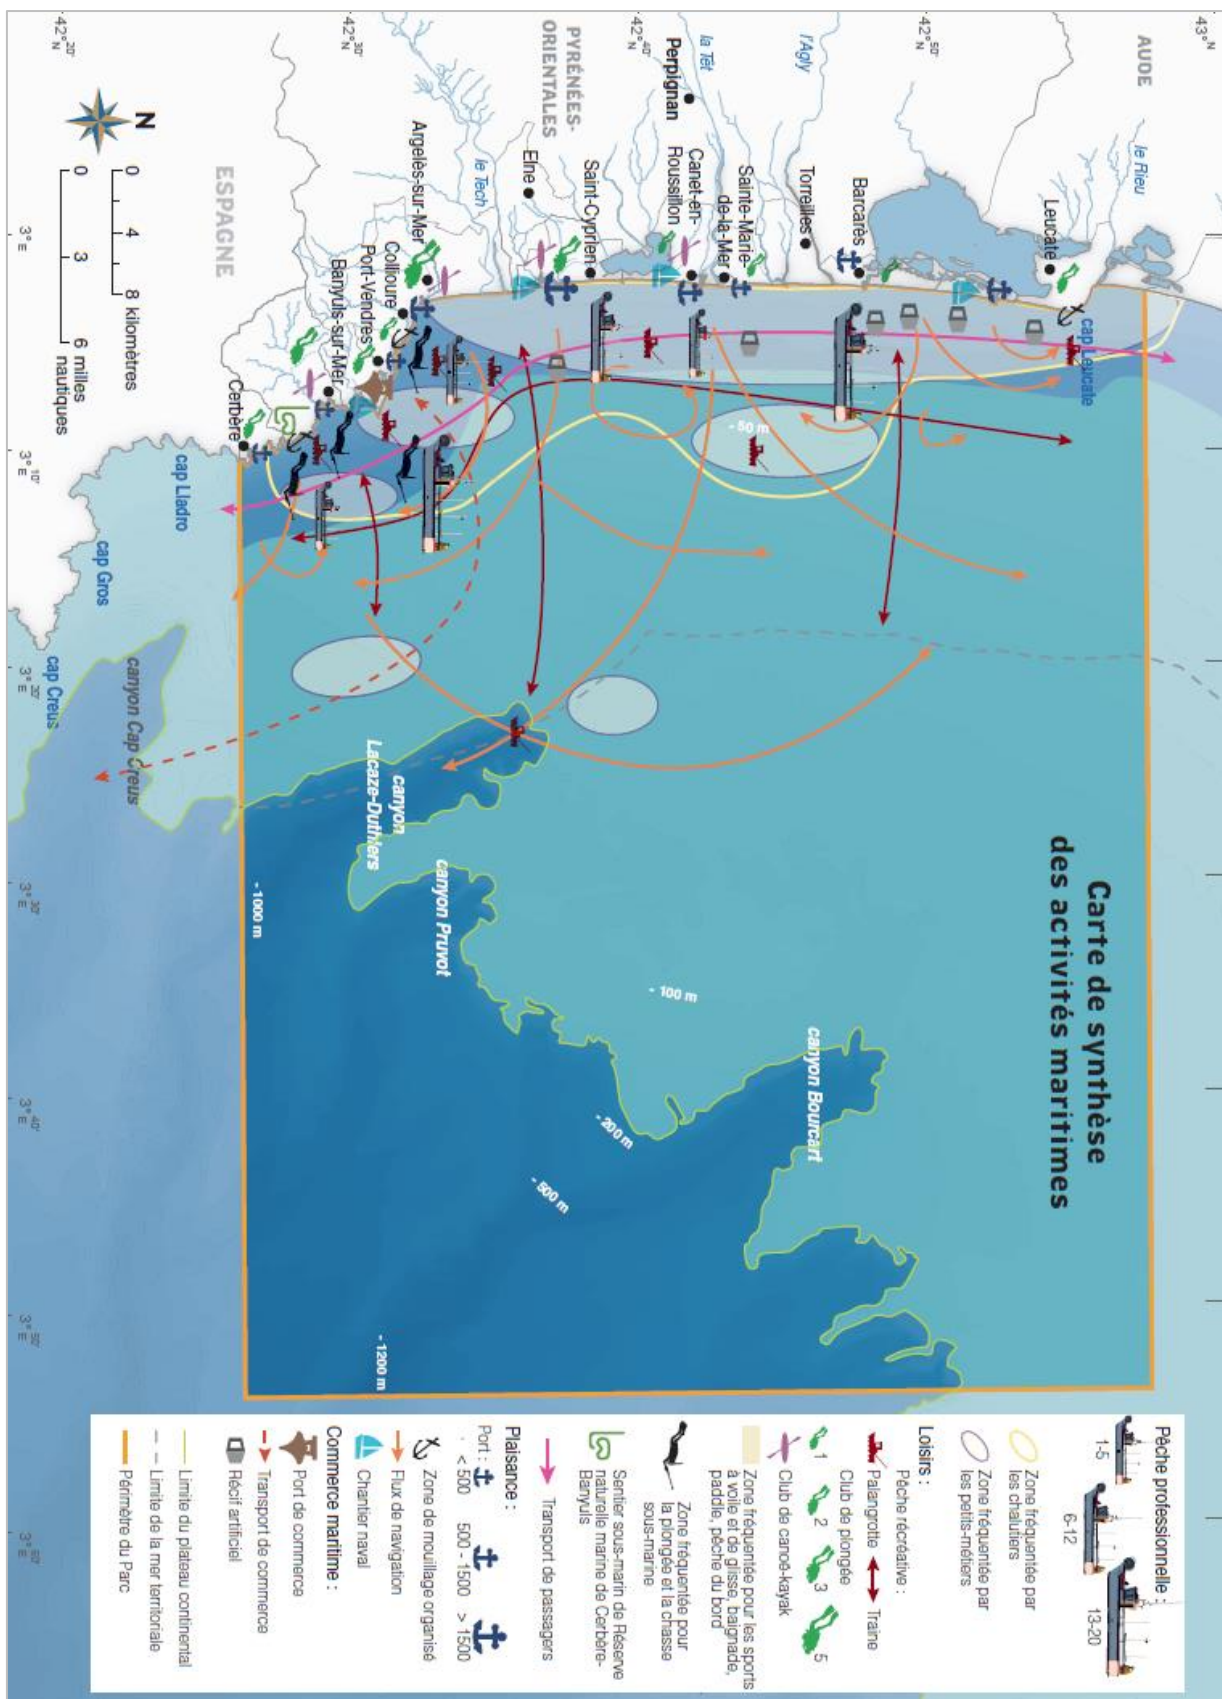 Carte de synthèse
des activités maritimes
AUDE
PYRÉNÉES-
ORIENTALES
ESPAGNE
le Rieu
l'Agly
la Têt
le Tech
Leucate
Barcarès
Torreilles
Sainte-Marie-
de-la-Mer
Canet-en-
Roussillon
Perpignan
Saint-Cyprien
Elne
Argelès-sur-Mer
Collioure
Port-Vendres
Banyuls-sur-Mer
Cerbère
cap Leucate
cap Lladro
cap Gros
cap Creus
canyon Cap Creus
canyon
Lacaze-Duthiers
canyon Pruvot
canyon Bourcart
- 50 m
- 100 m
- 200 m
- 500 m
- 1000 m
- 1200 m
43° N
42° 50' N
42° 40' N
42° 30' N
42° 20' N
3° E
3° 10' E
3° 20' E
3° 30' E
3° 40' E
3° 50' E
N
0 4 8 kilomètres
0 3 6 milles
nautiques
Pêche professionnelle :
1-5
6-12
13-20
Zone fréquentée par
les chalutiers
Zone fréquentée par
les petits-métiers
Loisirs :
Pêche récréative :
Palangrotte
Traine
1 2 3 5
Club de plongée
Club de canoë-kayak
Zone fréquentée pour les sports
à voile et de glisse, baignade,
paddle, pêche du bord
Zone fréquentée pour
la plongée et la chasse
sous-marine
Sentier sous-marin de Réserve
naturelle marine de Cerbère-
Banyuls
Transport de passagers
Plaisance :
Port :
< 500 500 - 1500 > 1500
Zone de mouillage organisé
Flux de navigation
Chantier naval
Commerce maritime :
Port de commerce
Transport de commerce
Récif artificiel
Limite du plateau continental
Limite de la mer territoriale
Périmètre du Parc